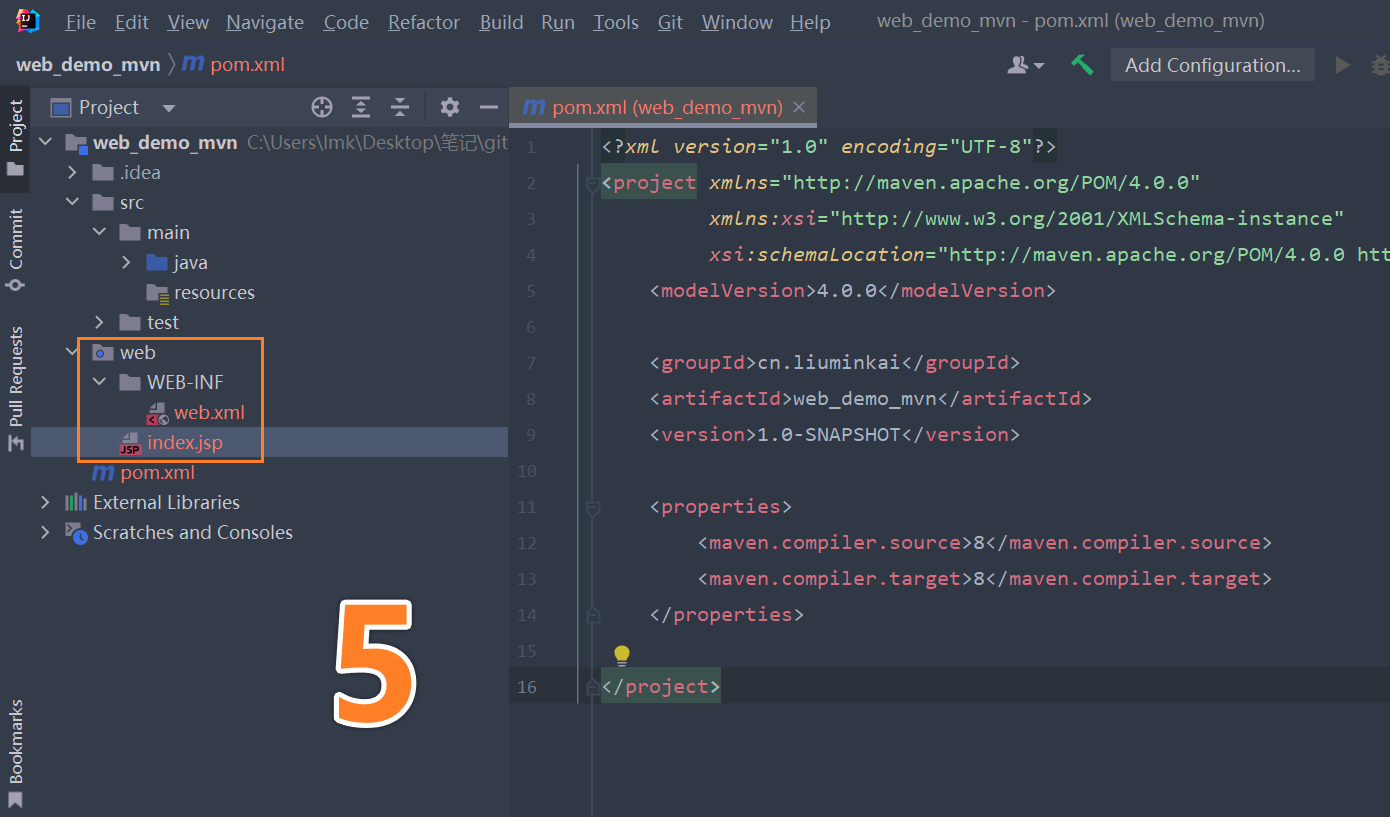 File Edit View Navigate Code Refactor Build Run Tools Git Window Help web_demo_mvn - pom.xml (web_demo_mvn)
web_demo_mvn pom.xml Add Configuration...
Project
Commit
Pull Requests
Bookmarks
Project
web_demo_mvn C:\Users\lmk\Desktop\笔记\git
.idea
src
main
java
resources
test
web
WEB-INF
web.xml
index.jsp
pom.xml
External Libraries
Scratches and Consoles
5
pom.xml (web_demo_mvn)
1 <?xml version="1.0" encoding="UTF-8"?>
2 <project xmlns="http://maven.apache.org/POM/4.0.0"
3 xmlns:xsi="http://www.w3.org/2001/XMLSchema-instance"
4 xsi:schemaLocation="http://maven.apache.org/POM/4.0.0 htt
5 <modelVersion>4.0.0</modelVersion>
6
7 <groupId>cn.liuminkai</groupId>
8 <artifactId>web_demo_mvn</artifactId>
9 <version>1.0-SNAPSHOT</version>
10
11 <properties>
12 <maven.compiler.source>8</maven.compiler.source>
13 <maven.compiler.target>8</maven.compiler.target>
14 </properties>
15
16 </project>